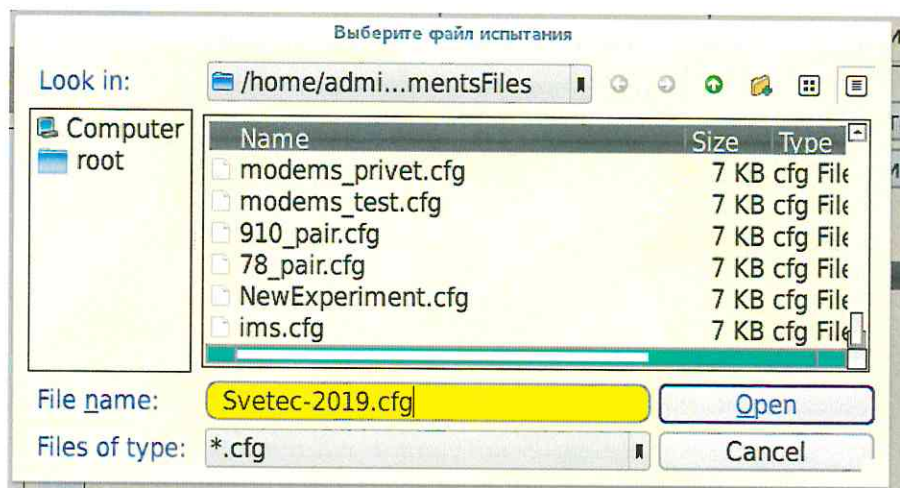 Выберите файл испытания
Look in: /home/admi...mentsFiles
Computer
root
Name Size Type
modems_privet.cfg 7 KB cfg File
modems_test.cfg 7 KB cfg File
910_pair.cfg 7 KB cfg File
78_pair.cfg 7 KB cfg File
NewExperiment.cfg 7 KB cfg File
ims.cfg 7 KB cfg File
File name: Svetec-2019.cfg Open
Files of type: *.cfg Cancel